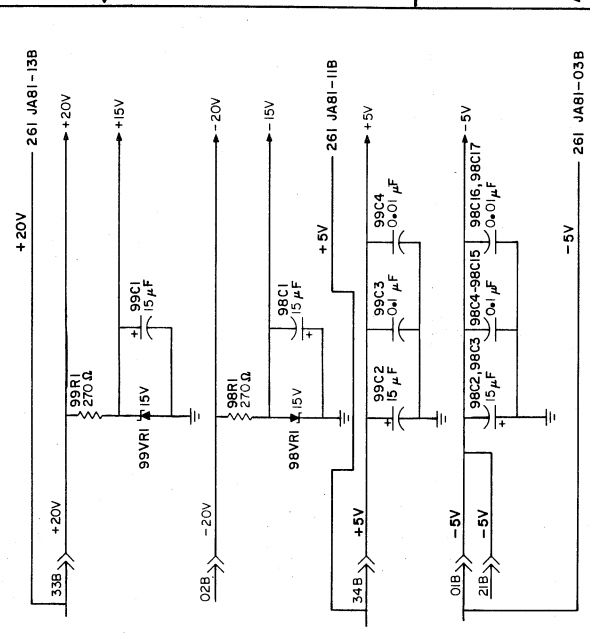 +20V
261 JA81-13B
33B
+20V
+20V
99R1
270 Ω
+15V
99VR1
15V
+
99C1
15 μF
02B
-20V
-20V
98R1
270 Ω
-15V
98VR1
15V
98C1
15 μF
+
+5V
261 JA81-11B
34B
+5V
+5V
99C2
15 μF
+
99C3
0.1 μF
99C4
0.01 μF
01B
-5V
21B
-5V
-5V
98C2, 98C3
15 μF
+
98C4-98C15
0.1 μF
98C16, 98C17
0.01 μF
-5V
261 JA81-03B